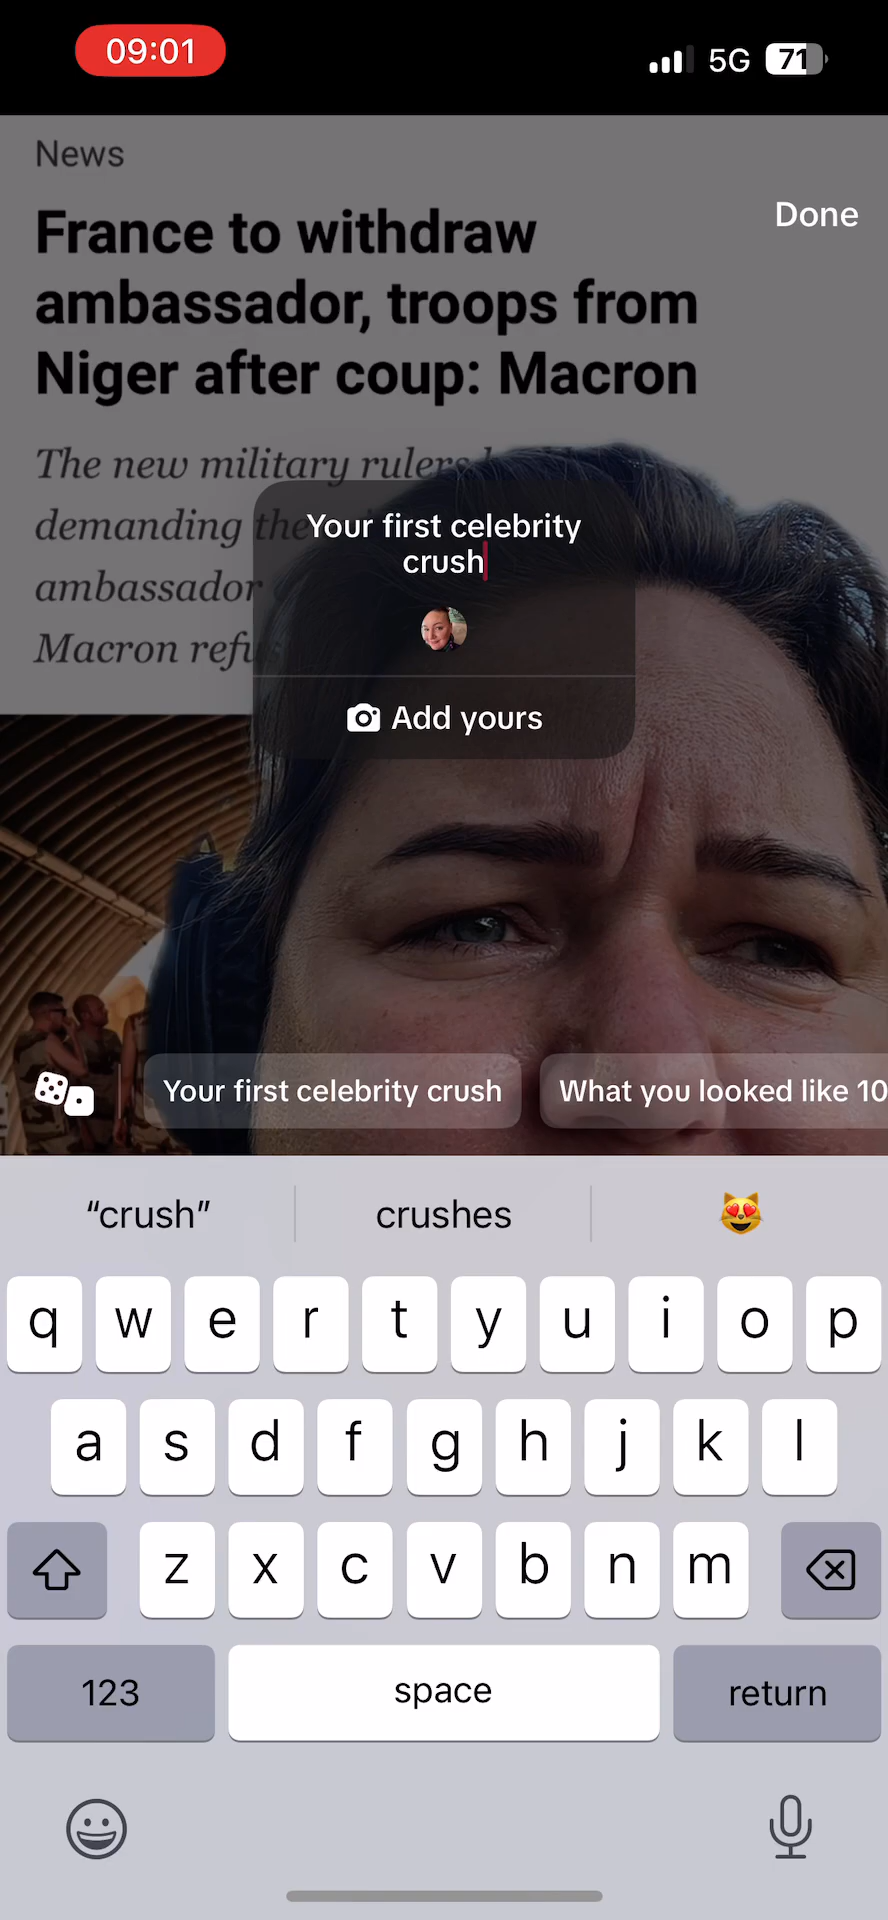 09:01
5G
71
News
Done
France to withdraw
ambassador, troops from
Niger after coup: Macron
The new military rulers
demanding the
ambassador
Macron
Your first celebrity
crush
Add yours
Your first celebrity crush
What you looked like 10
“crush”
crushes
q w e r t y u i o p
a s d f g h j k l
z x c v b n m
123
space
return